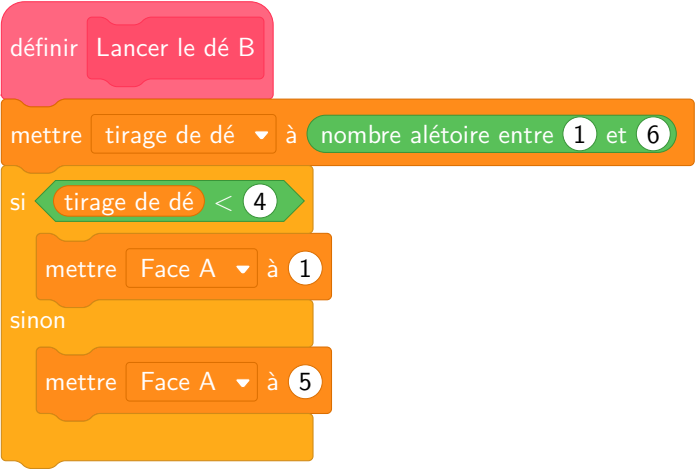 définir Lancer le dé B
mettre tirage de dé à nombre alétoire entre 1 et 6
si tirage de dé < 4
mettre Face A à 1
sinon
mettre Face A à 5